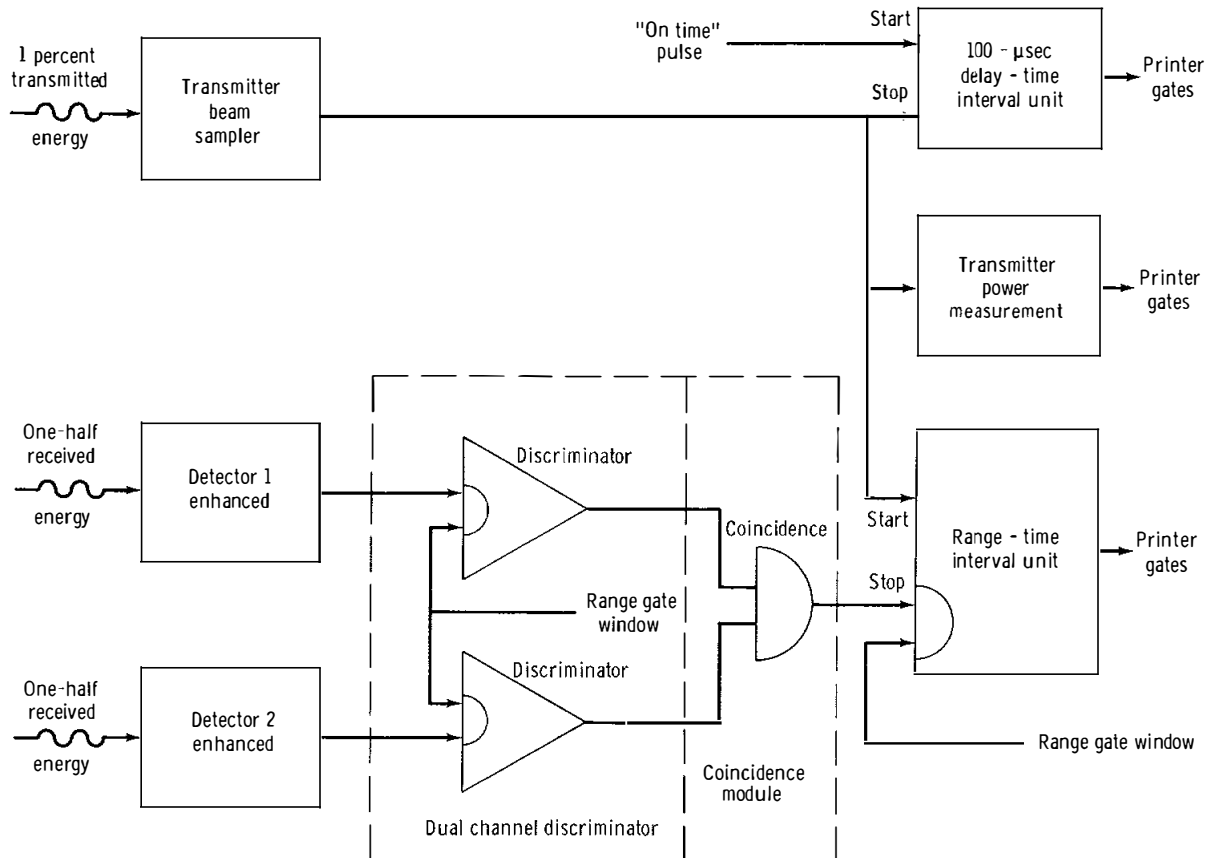 1 percent
transmitted
energy
Transmitter
beam
sampler
"On time"
pulse
Start
Stop
100 - μsec
delay - time
interval unit
Printer
gates
Transmitter
power
measurement
Printer
gates
One-half
received
energy
Detector 1
enhanced
Discriminator
Coincidence
Start
Stop
Range - time
interval unit
Printer
gates
Range gate
window
One-half
received
energy
Detector 2
enhanced
Discriminator
Range gate window
Coincidence
module
Dual channel discriminator